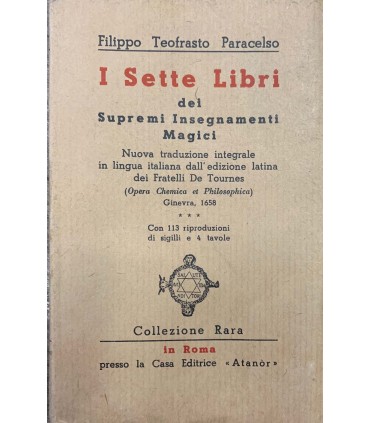 Filippo Teofrasto Paracelso
I Sette Libri
dei
Supremi Insegnamenti
Magici
Nuova traduzione integrale
in lingua italiana dall'edizione latina
dei Fratelli De Tournes
(Opera Chemica et Philosophica)
Ginevra, 1658
* * *
Con 113 riproduzioni
di sigilli e 4 tavole
Collezione Rara
in Roma
presso la Casa Editrice «Atanòr»